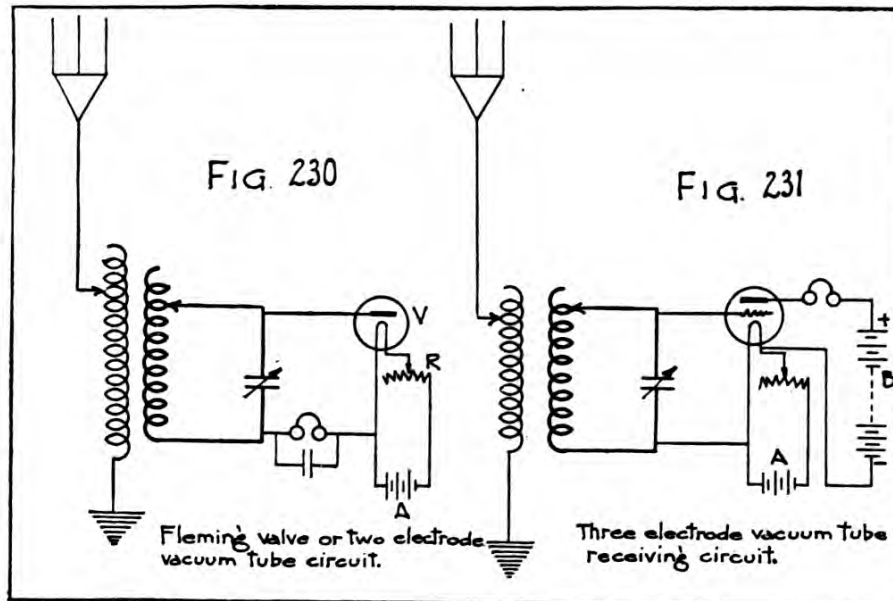 FIG. 230
FIG. 231
V
R
A
+
B
-
A
Fleming valve or two electrode
vacuum tube circuit.
Three electrode vacuum tube
receiving circuit.